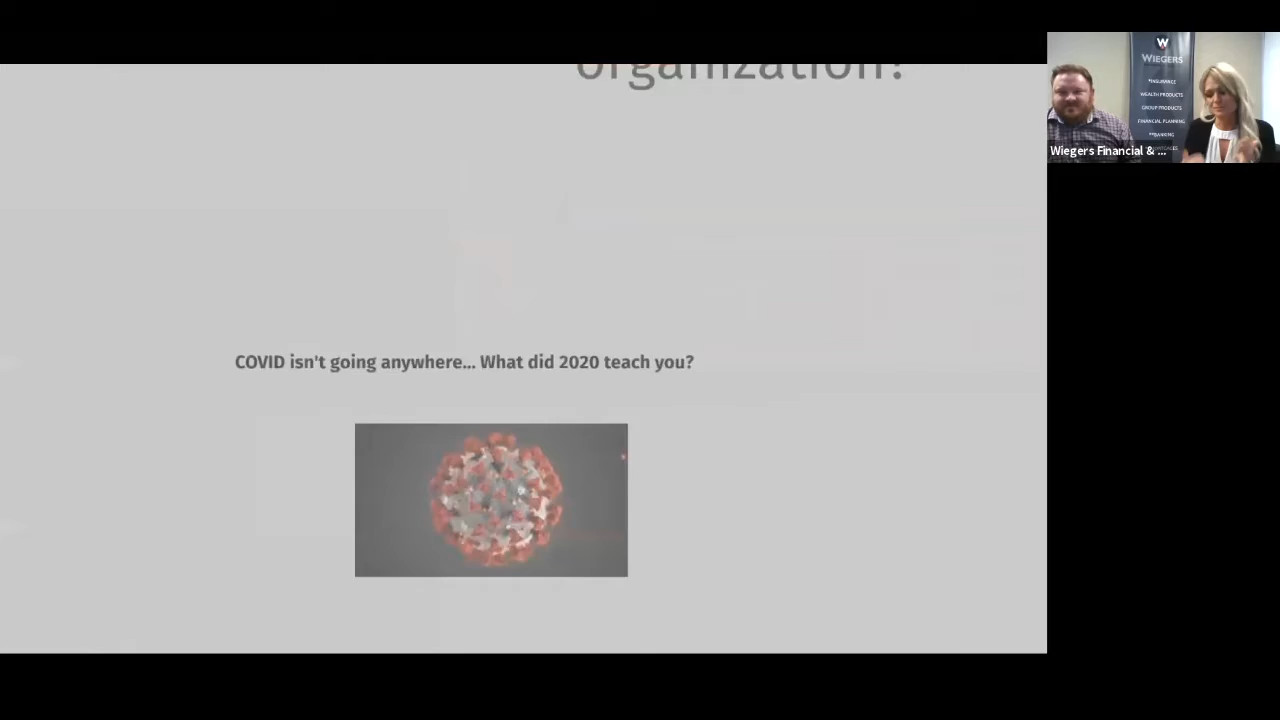 organization?
COVID isn't going anywhere... What did 2020 teach you?
W
WIEGERS
*INSURANCE
WEALTH PRODUCTS
GROUP PRODUCTS
FINANCIAL PLANNING
**BANKING
Wiegers Financial & ...